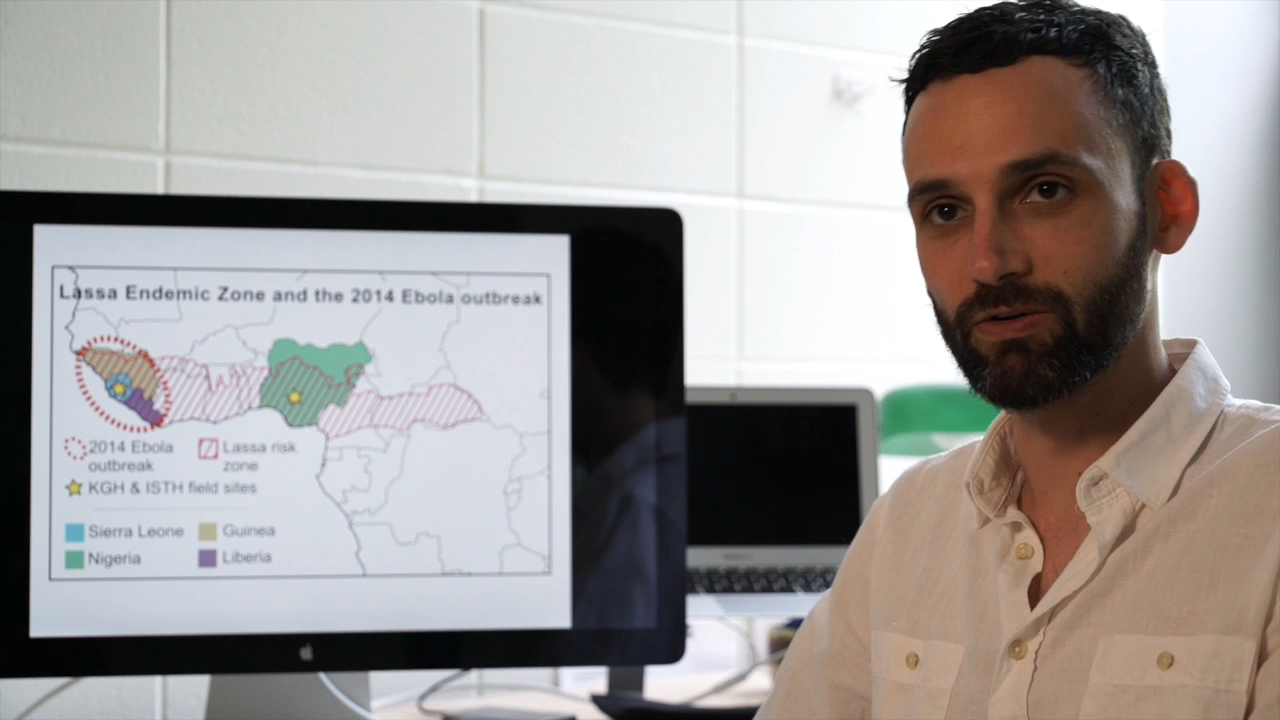 Lassa Endemic Zone and the 2014 Ebola outbreak
2014 Ebola outbreak
Lassa risk zone
KGH & ISTH field sites
Sierra Leone
Guinea
Nigeria
Liberia